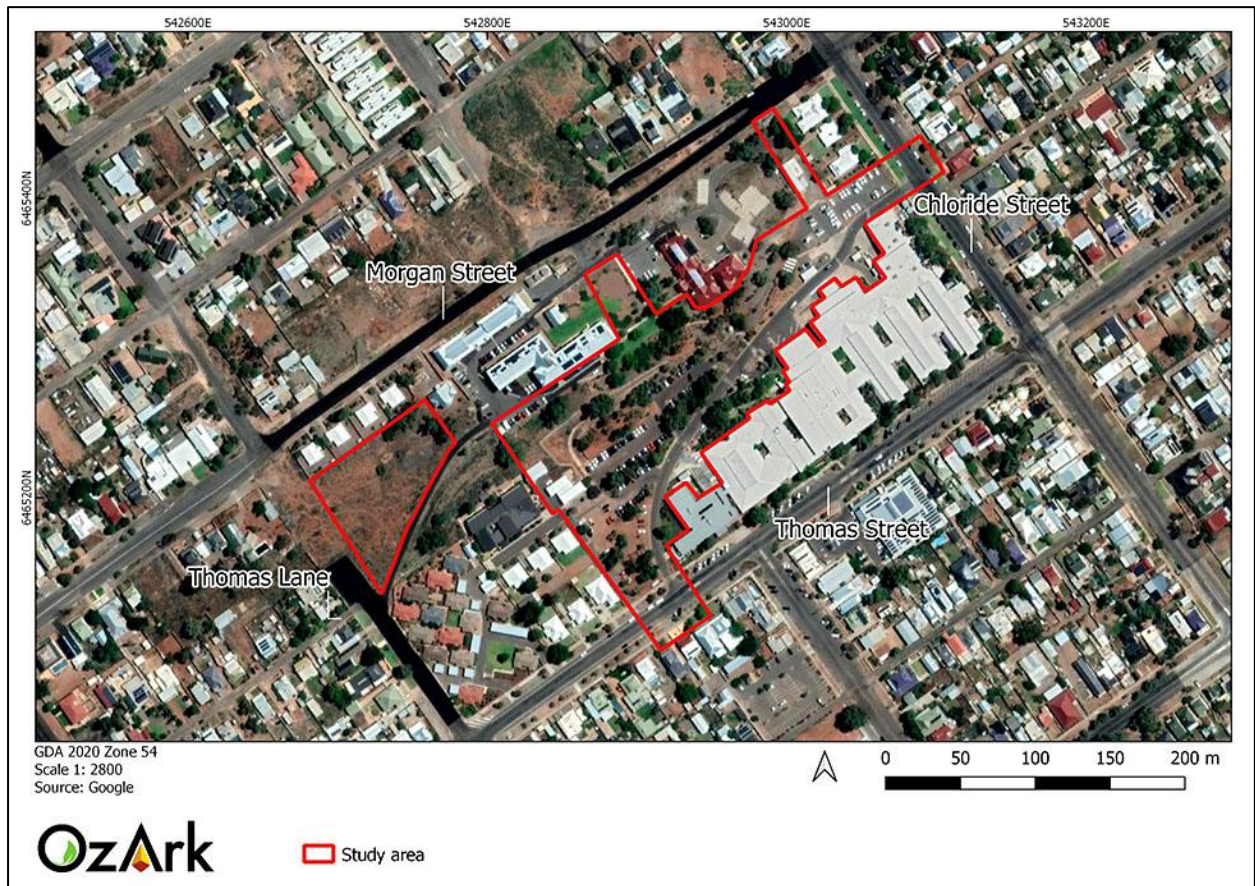 542600E
542800E
543000E
543200E
6465400N
6465200N
Chloride Street
Morgan Street
Thomas Street
Thomas Lane
GDA 2020 Zone 54
Scale 1: 2800
Source: Google
0 50 100 150 200 m
OzArk
Study area